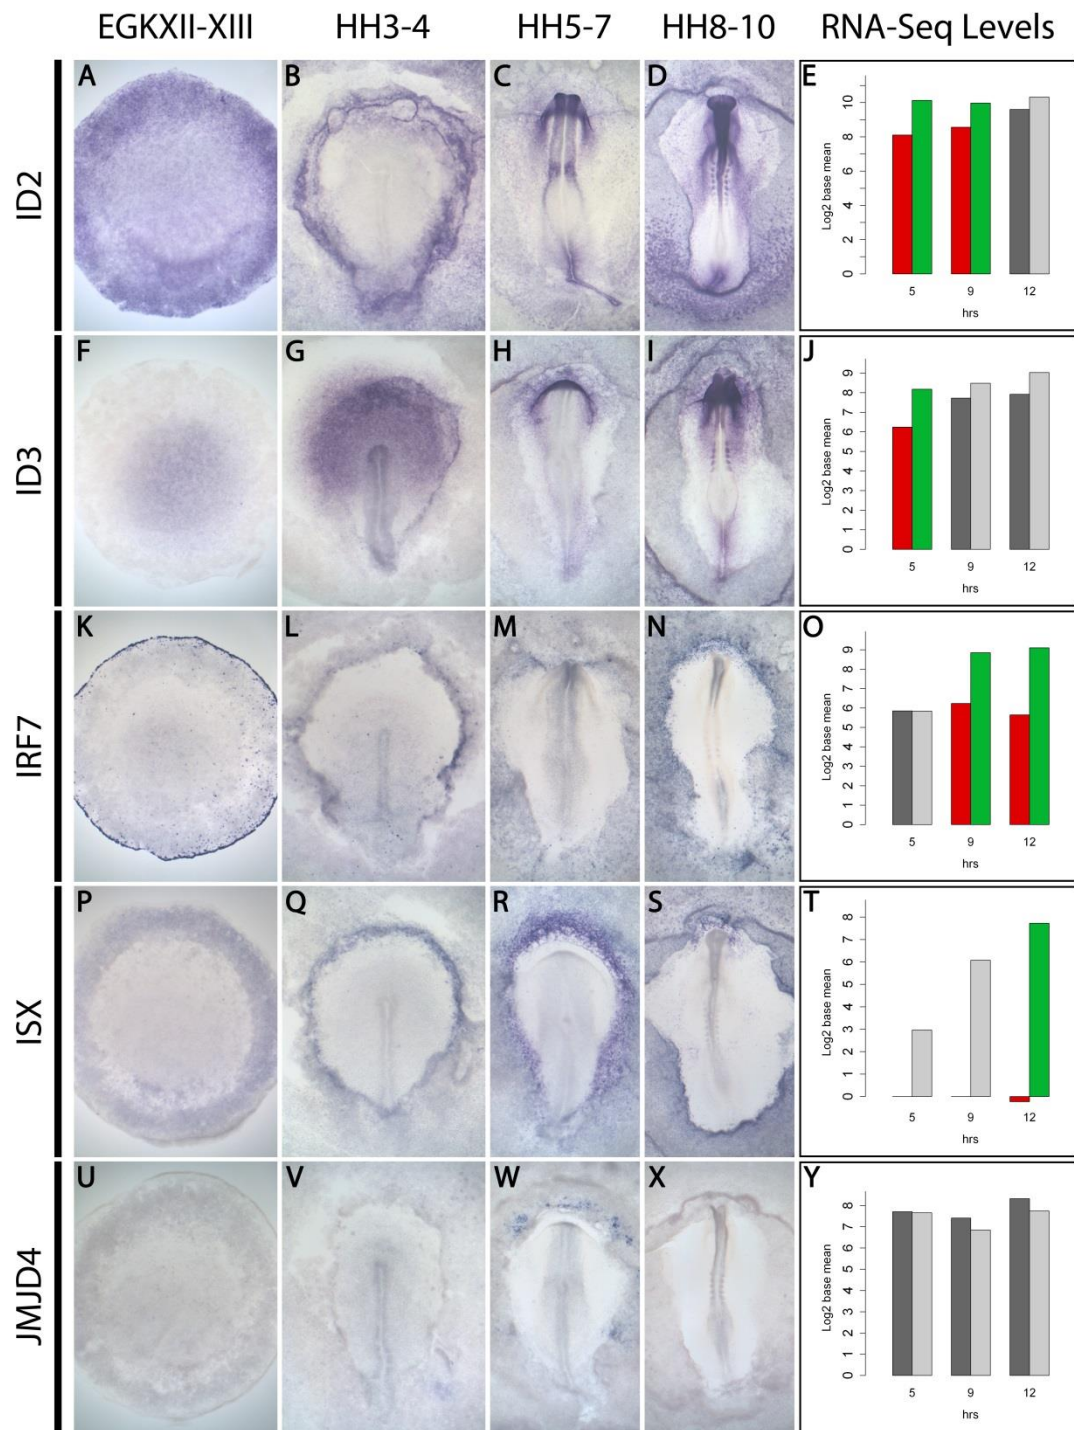 EGKXII-XIII HH3-4 HH5-7 HH8-10 RNA-Seq Levels
ID2
A B C D E
Log2 base mean
0 2 4 6 8 10
5 9 12
hrs
ID3
F G H I J
Log2 base mean
0 1 2 3 4 5 6 7 8 9
5 9 12
hrs
IRF7
K L M N O
Log2 base mean
0 1 2 3 4 5 6 7 8 9
5 9 12
hrs
ISX
P Q R S T
Log2 base mean
0 1 2 3 4 5 6 7 8
5 9 12
hrs
JMJD4
U V W X Y
Log2 base mean
0 1 2 3 4 5 6 7 8
5 9 12
hrs